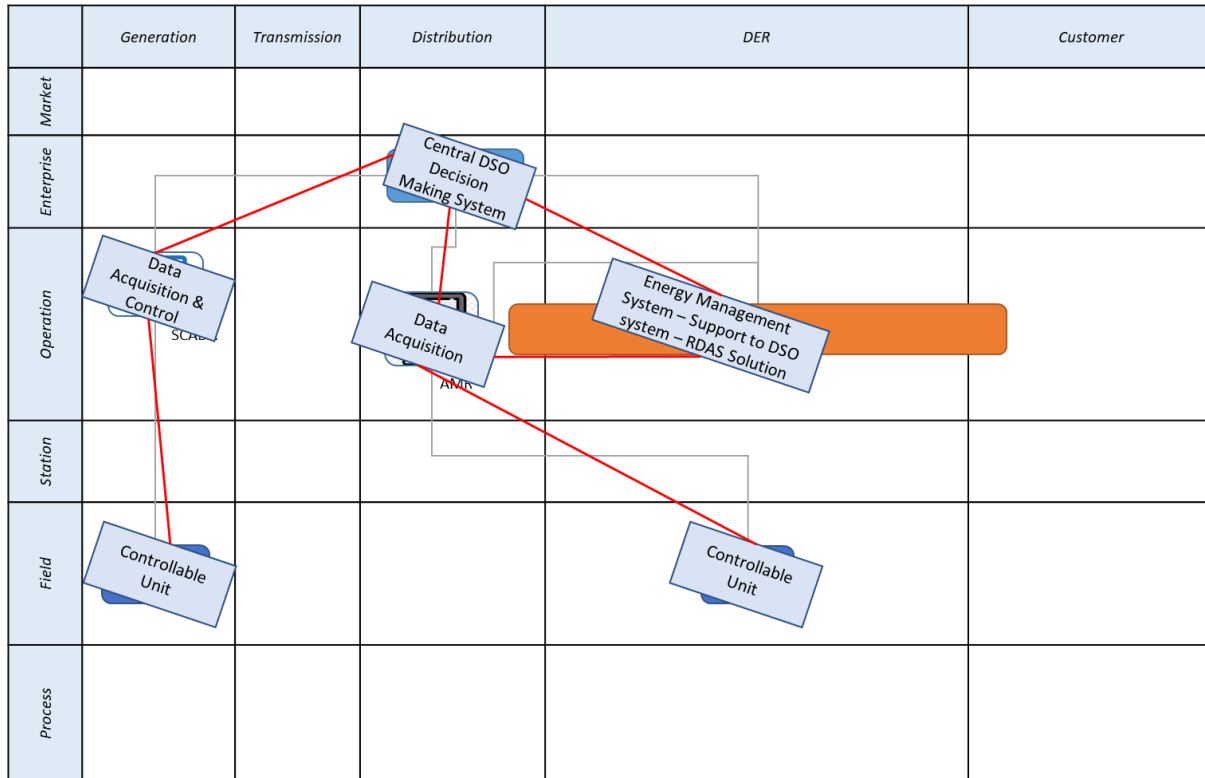 Generation
Transmission
Distribution
DER
Customer
Market
Enterprise
Central DSO
Decision
Making System
Operation
Data
Acquisition &
Control
Data
Acquisition
AMR
Energy Management
System – Support to DSO
system – RDAS Solution
Station
Field
Controllable
Unit
Controllable
Unit
Process